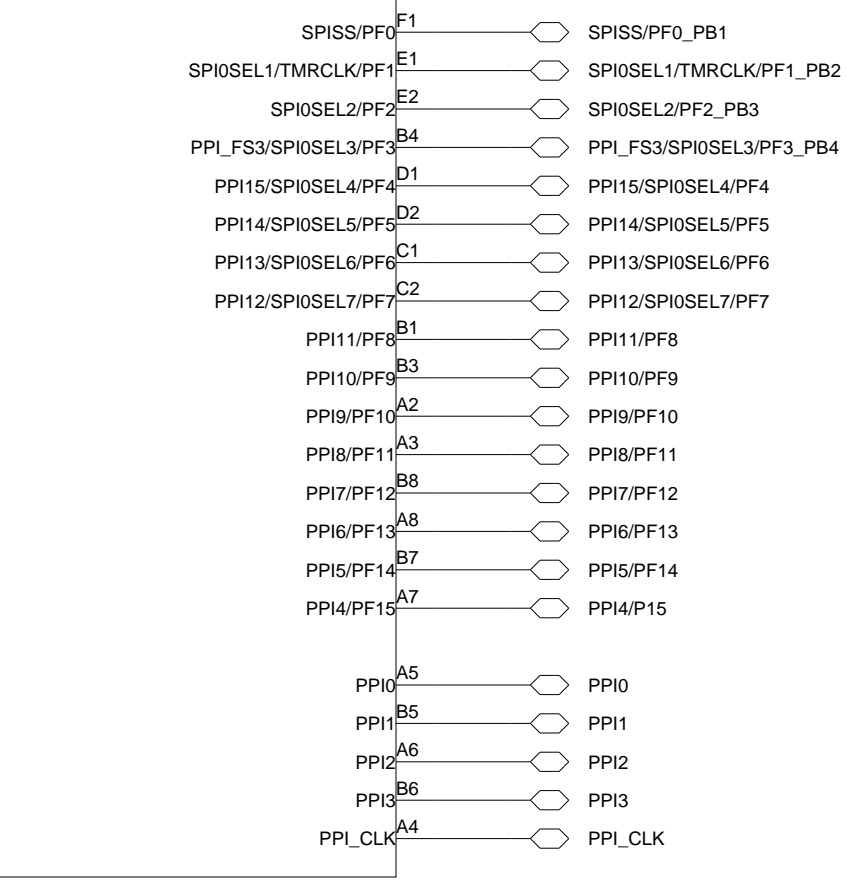 SPISS/PF0 F1 SPISS/PF0_PB1
SPI0SEL1/TMRCLK/PF1 E1 SPI0SEL1/TMRCLK/PF1_PB2
SPI0SEL2/PF2 E2 SPI0SEL2/PF2_PB3
PPI_FS3/SPI0SEL3/PF3 B4 PPI_FS3/SPI0SEL3/PF3_PB4
PPI15/SPI0SEL4/PF4 D1 PPI15/SPI0SEL4/PF4
PPI14/SPI0SEL5/PF5 D2 PPI14/SPI0SEL5/PF5
PPI13/SPI0SEL6/PF6 C1 PPI13/SPI0SEL6/PF6
PPI12/SPI0SEL7/PF7 C2 PPI12/SPI0SEL7/PF7
PPI11/PF8 B1 PPI11/PF8
PPI10/PF9 B3 PPI10/PF9
PPI9/PF10 A2 PPI9/PF10
PPI8/PF11 A3 PPI8/PF11
PPI7/PF12 B8 PPI7/PF12
PPI6/PF13 A8 PPI6/PF13
PPI5/PF14 B7 PPI5/PF14
PPI4/PF15 A7 PPI4/P15
PPI0 A5 PPI0
PPI1 B5 PPI1
PPI2 A6 PPI2
PPI3 B6 PPI3
PPI_CLK A4 PPI_CLK